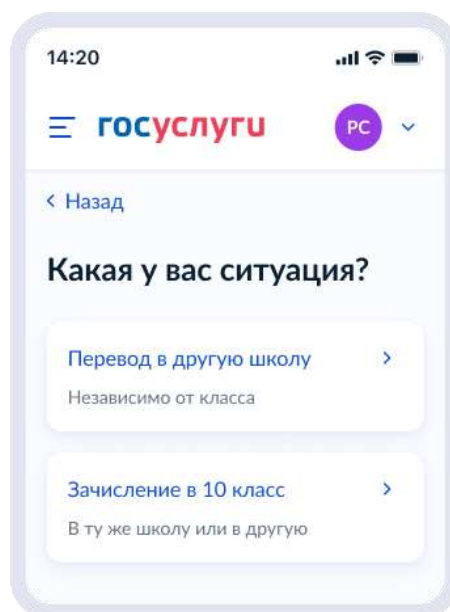 14:20
госуслуги
РС
Назад
Какая у вас ситуация?
Перевод в другую школу
Независимо от класса
Зачисление в 10 класс
В ту же школу или в другую